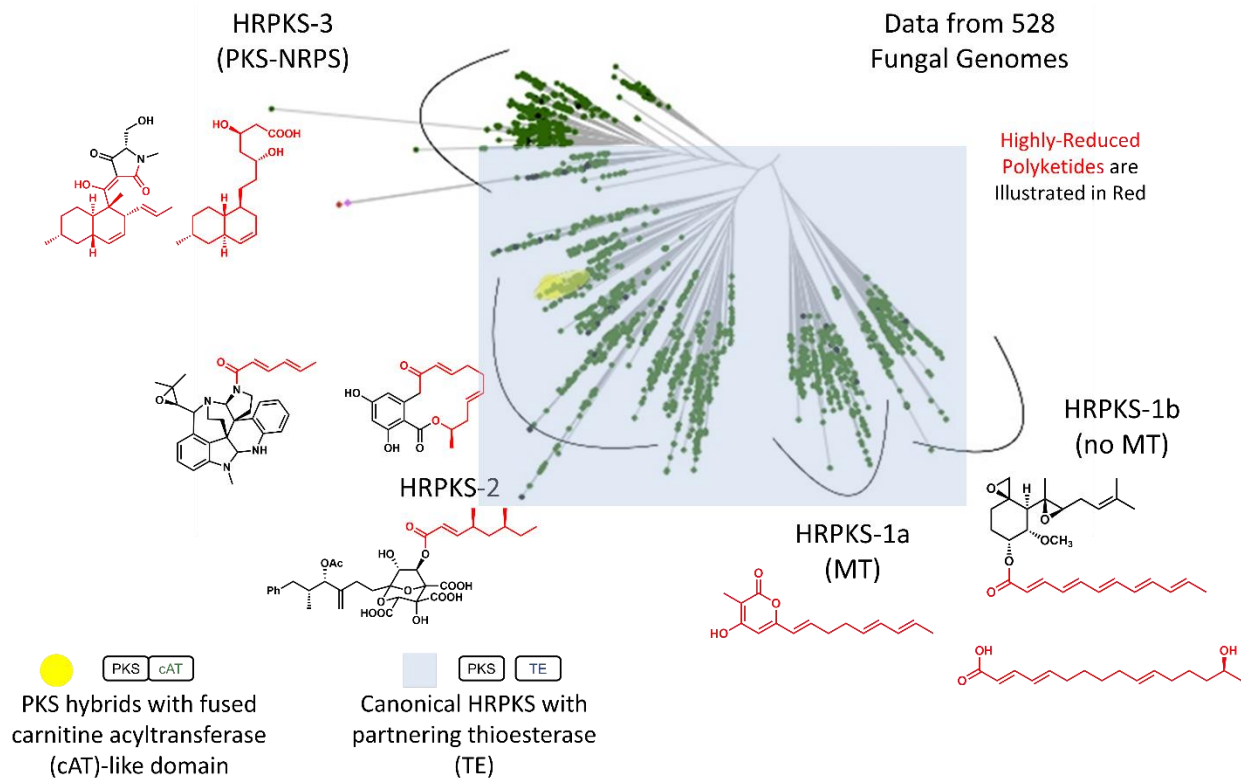 HRPKS-3
(PKS-NRPS)
Data from 528
Fungal Genomes
Highly-Reduced
Polyketides are
Illustrated in Red
OH
O
N
HO
O
H
H
HO
COOH
OH
H
H
O
N
O
N
N
NH
N
O
HO
O
OH
O
HRPKS-2
O
O
OAc
HO
Ph
O
COOH
O
COOH
HOOC
OH
HRPKS-1a
(MT)
O
O
HO
HRPKS-1b
(no MT)
O
H
O
OCH₃
O
O
OH
O
OH
PKS
cAT
PKS hybrids with fused
carnitine acyltransferase
(cAT)-like domain
PKS
TE
Canonical HRPKS with
partnering thioesterase
(TE)